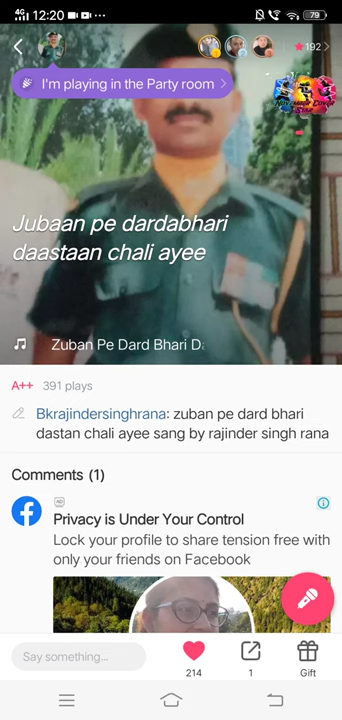 4G 12:20 79
192
I'm playing in the Party room
November Cover
Star
Jubaan pe dardabhari
daastaan chali ayee
Zuban Pe Dard Bhari D
A++ 391 plays
Bkrajindersinghrana: zuban pe dard bhari
dastan chali ayee sang by rajinder singh rana
Comments (1)
AD
Privacy is Under Your Control
Lock your profile to share tension free with
only your friends on Facebook
Say something...
214
1
Gift